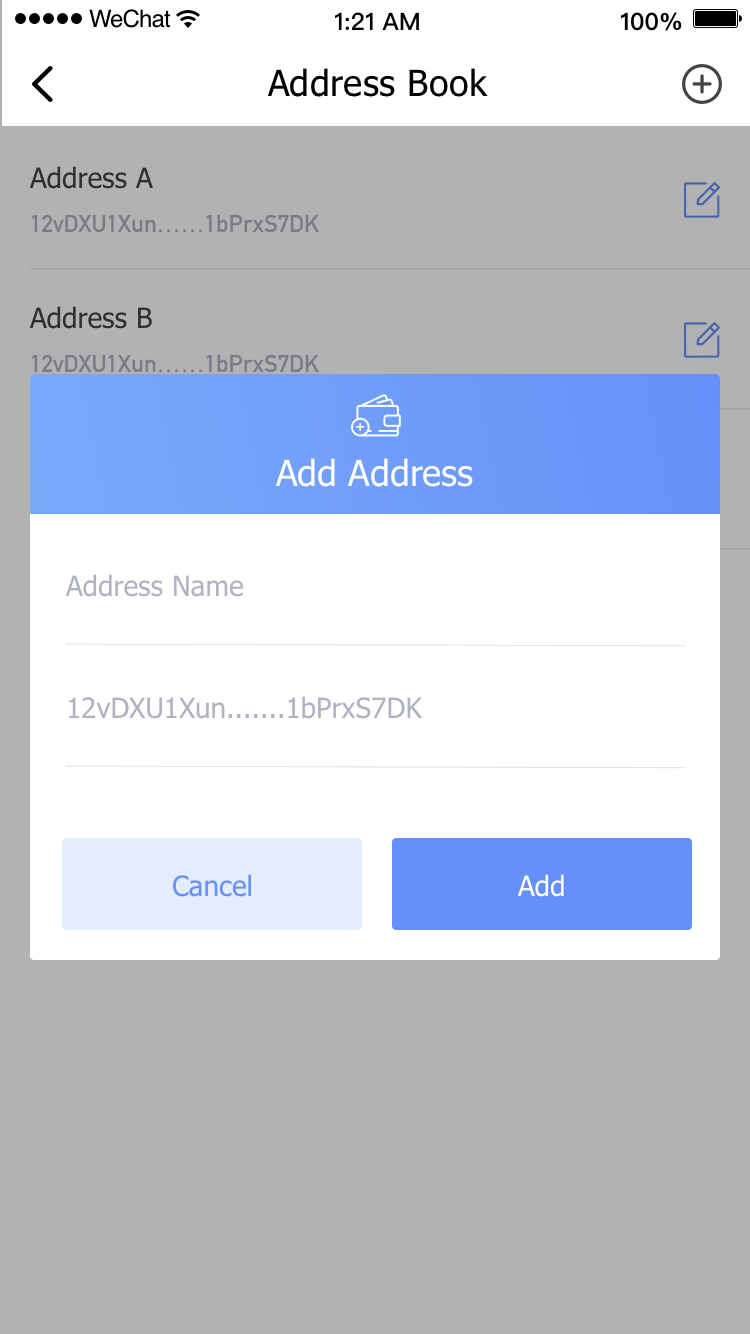 WeChat 1:21 AM 100%
Address Book
Address A
12vDXU1Xun......1bPrxS7DK
Address B
12vDXU1Xun......1bPrxS7DK
Add Address
Address Name
12vDXU1Xun.......1bPrxS7DK
Cancel Add